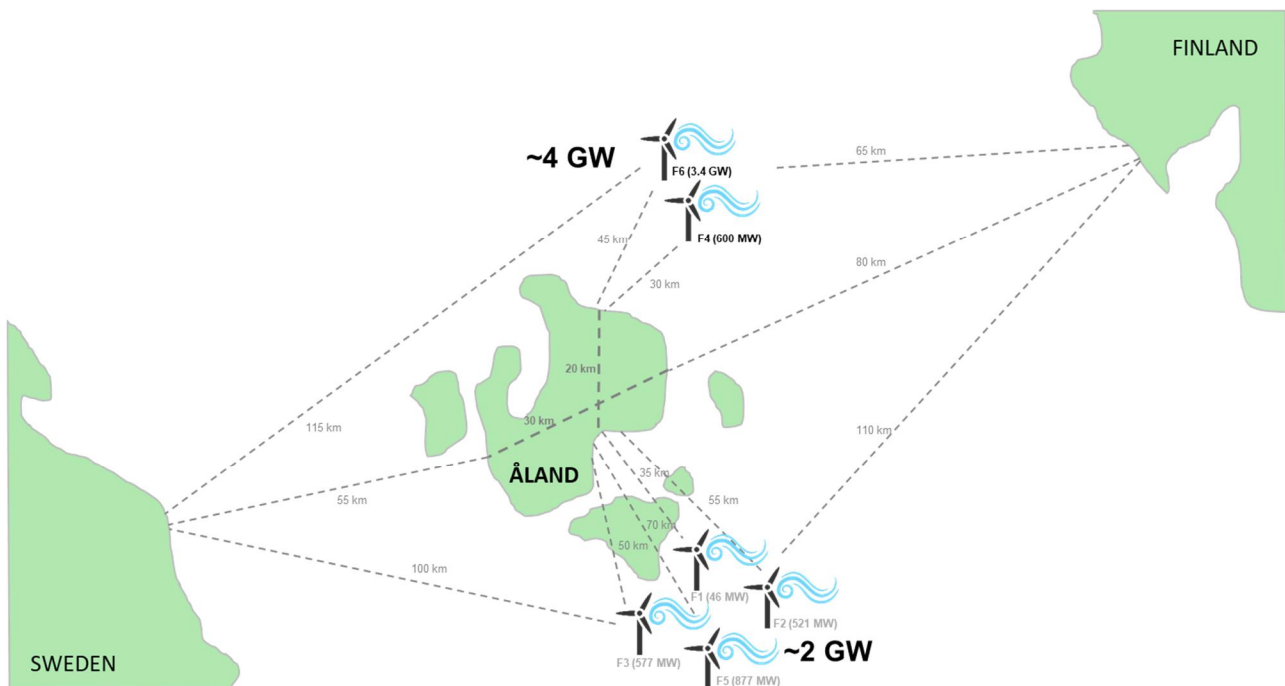 FINLAND
~4 GW
F6 (3.4 GW)
65 km
F4 (600 MW)
45 km
80 km
30 km
20 km
30 km
115 km
110 km
ÅLAND
35 km
55 km
55 km
70 km
50 km
100 km
F1 (46 MW)
F2 (521 MW)
~2 GW
F3 (577 MW)
SWEDEN
F5 (877 MW)